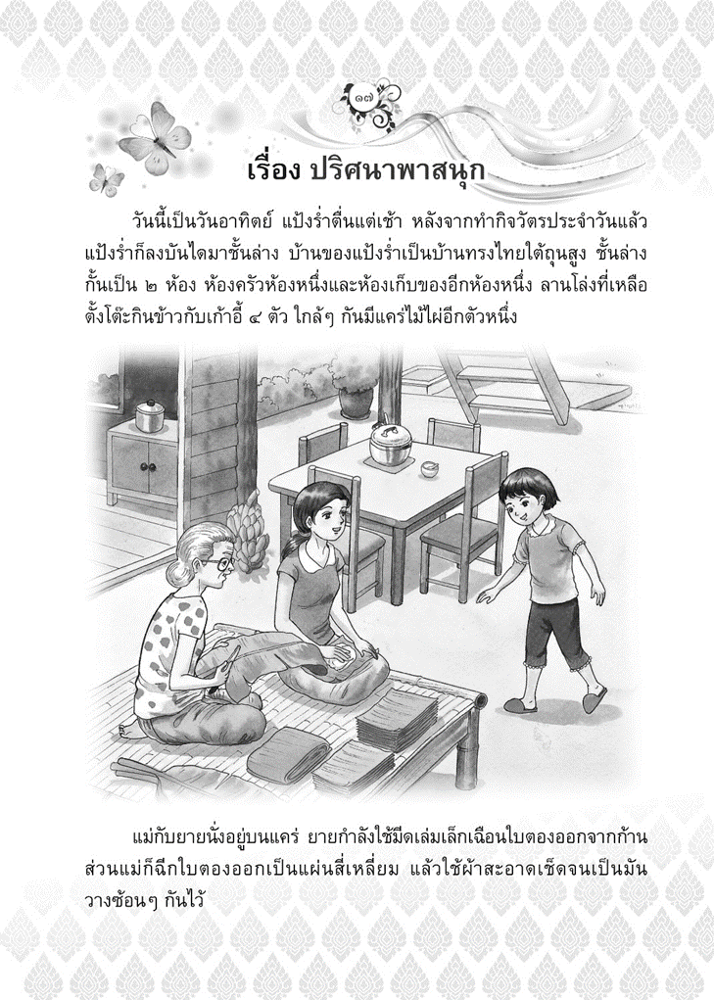 ๑๗
เรื่อง ปริศนาพาสนุก
วันนี้เป็นวันอาทิตย์ แป้งร่ำตื่นแต่เช้า หลังจากทำกิจวัตรประจำวันแล้ว
แป้งร่ำก็ลงบันไดมาชั้นล่าง บ้านของแป้งร่ำเป็นบ้านทรงไทยใต้ถุนสูง ชั้นล่าง
กั้นเป็น ๒ ห้อง ห้องครัวห้องหนึ่งและห้องเก็บของอีกห้องหนึ่ง ลานโล่งที่เหลือ
ตั้งโต๊ะกินข้าวกับเก้าอี้ ๔ ตัว ใกล้ๆ กันมีแคร่ไม้ไผ่อีกตัวหนึ่ง
แม่กับยายนั่งอยู่บนแคร่ ยายกำลังใช้มีดเล่มเล็กเฉือนใบตองออกจากก้าน
ส่วนแม่ก็ฉีกใบตองออกเป็นแผ่นสี่เหลี่ยม แล้วใช้ผ้าสะอาดเช็ดจนเป็นมัน
วางซ้อนๆ กันไว้